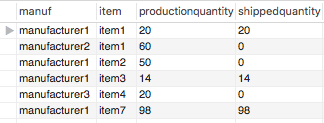 manuf item productionquantity shippedquantity
manufacturer1 item1 20 20
manufacturer2 item1 60 0
manufacturer1 item2 50 0
manufacturer1 item3 14 14
manufacturer3 item4 20 0
manufacturer1 item7 98 98